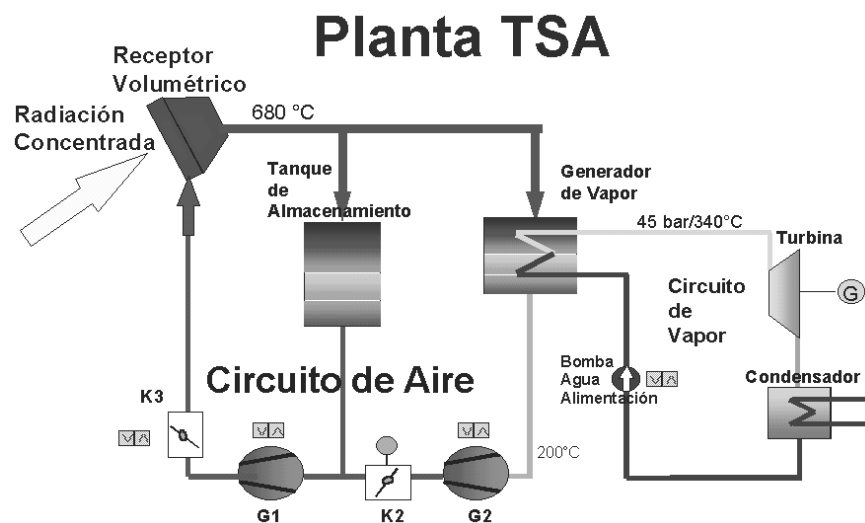 Planta TSA
Receptor
Volumétrico
Radiación
Concentrada
680 °C
Tanque
de
Almacenamiento
Generador
de Vapor
45 bar/340°C
Turbina
G
Circuito
de
Vapor
Bomba
Agua
Alimentación
Condensador
Circuito de Aire
K3
200°C
G1
K2
G2